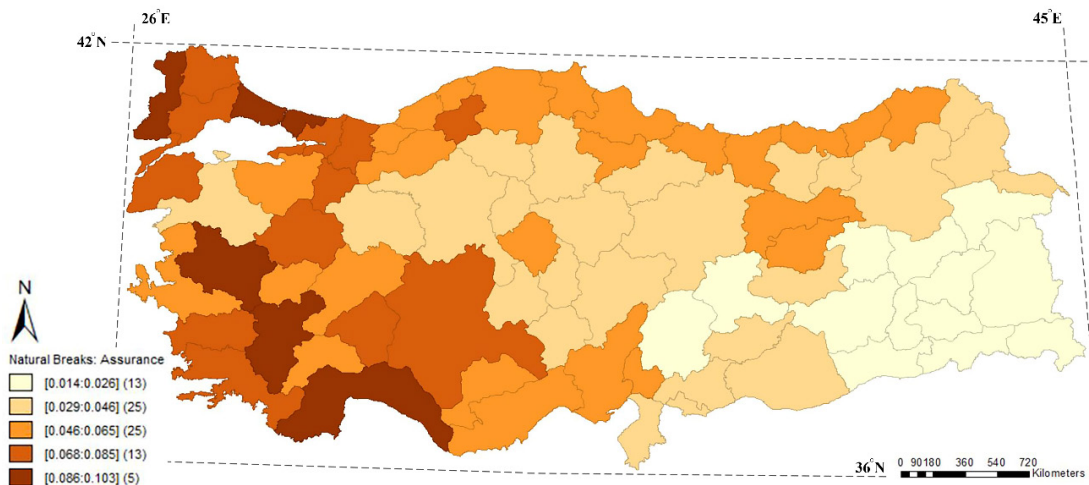 26°E
45°E
42°N
N
Natural Breaks: Assurance
[0.014:0.026] (13)
[0.029:0.046] (25)
[0.046:0.065] (25)
[0.068:0.085] (13)
[0.086:0.103] (5)
36°N
0 90180 360 540 720
Kilometers